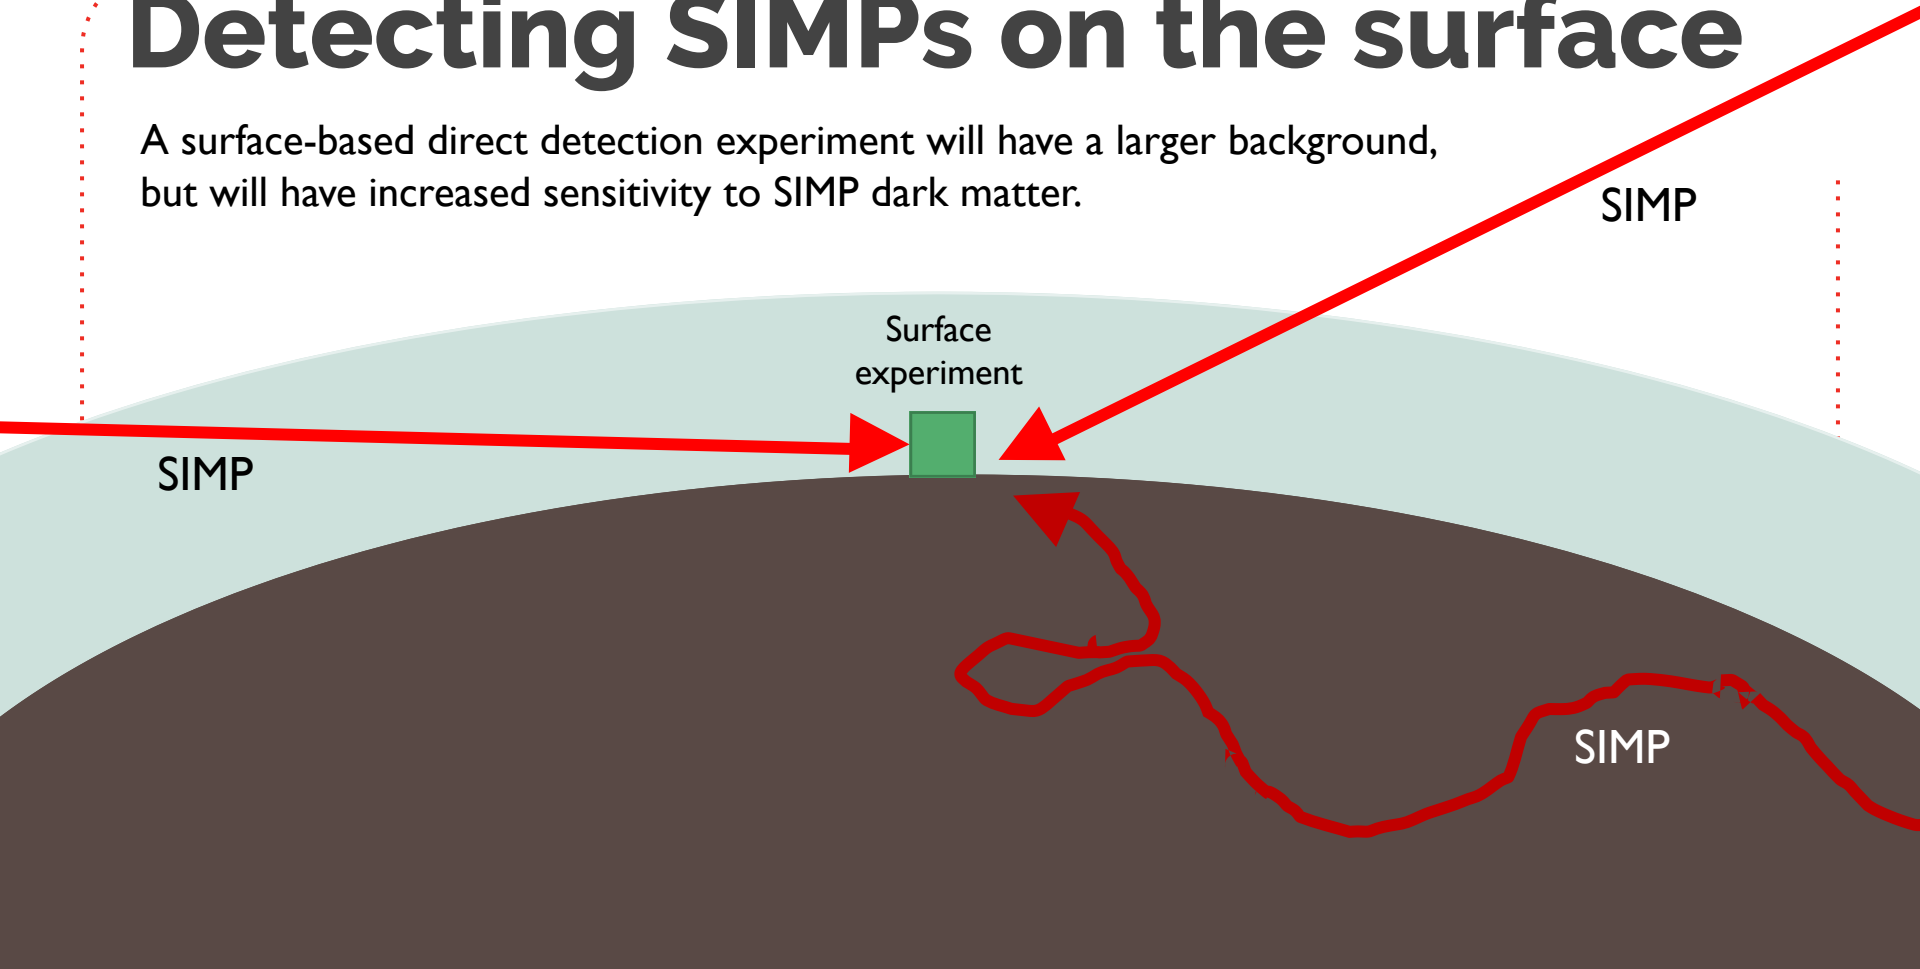 Detecting SIMPs on the surface
A surface-based direct detection experiment will have a larger background,
but will have increased sensitivity to SIMP dark matter.
SIMP
Surface
experiment
SIMP
SIMP